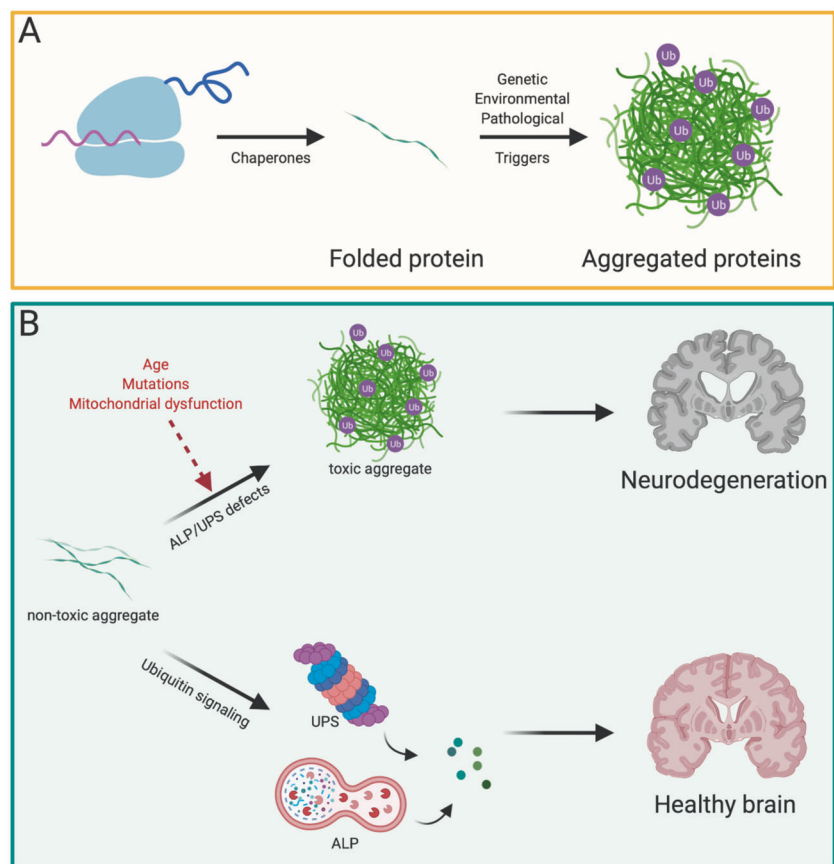 A
Chaperones
Genetic
Environmental
Pathological
Triggers
Ub
Ub
Ub
Ub
Ub
Ub
Ub
Ub
Folded protein
Aggregated proteins
B
Age
Mutations
Mitochondrial dysfunction
ALP/UPS defects
Ub
Ub
Ub
Ub
Ub
Ub
Ub
toxic aggregate
Neurodegeneration
non-toxic aggregate
Ubiquitin signaling
UPS
ALP
Healthy brain